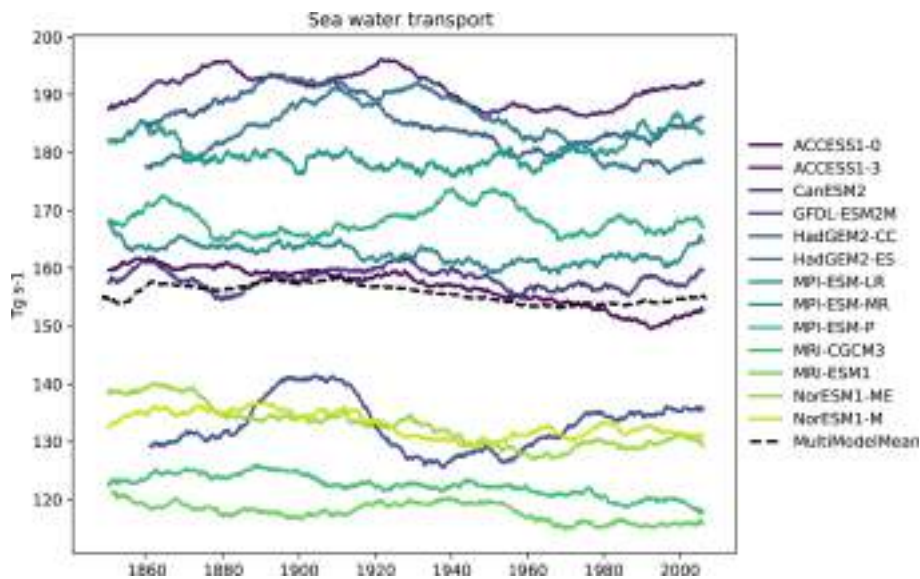 Sea water transport
200
190
180
170
160
150
140
130
120
Tg s-1
1860 1880 1900 1920 1940 1960 1980 2000
ACCESS1-0
ACCESS1-3
CanESM2
GFDL-ESM2M
HadGEM2-CC
HadGEM2-ES
MPI-ESM-LR
MPI-ESM-MR
MPI-ESM-P
MRI-CGCM3
MRI-ESM1
NorESM1-ME
NorESM1-M
MultiModelMean